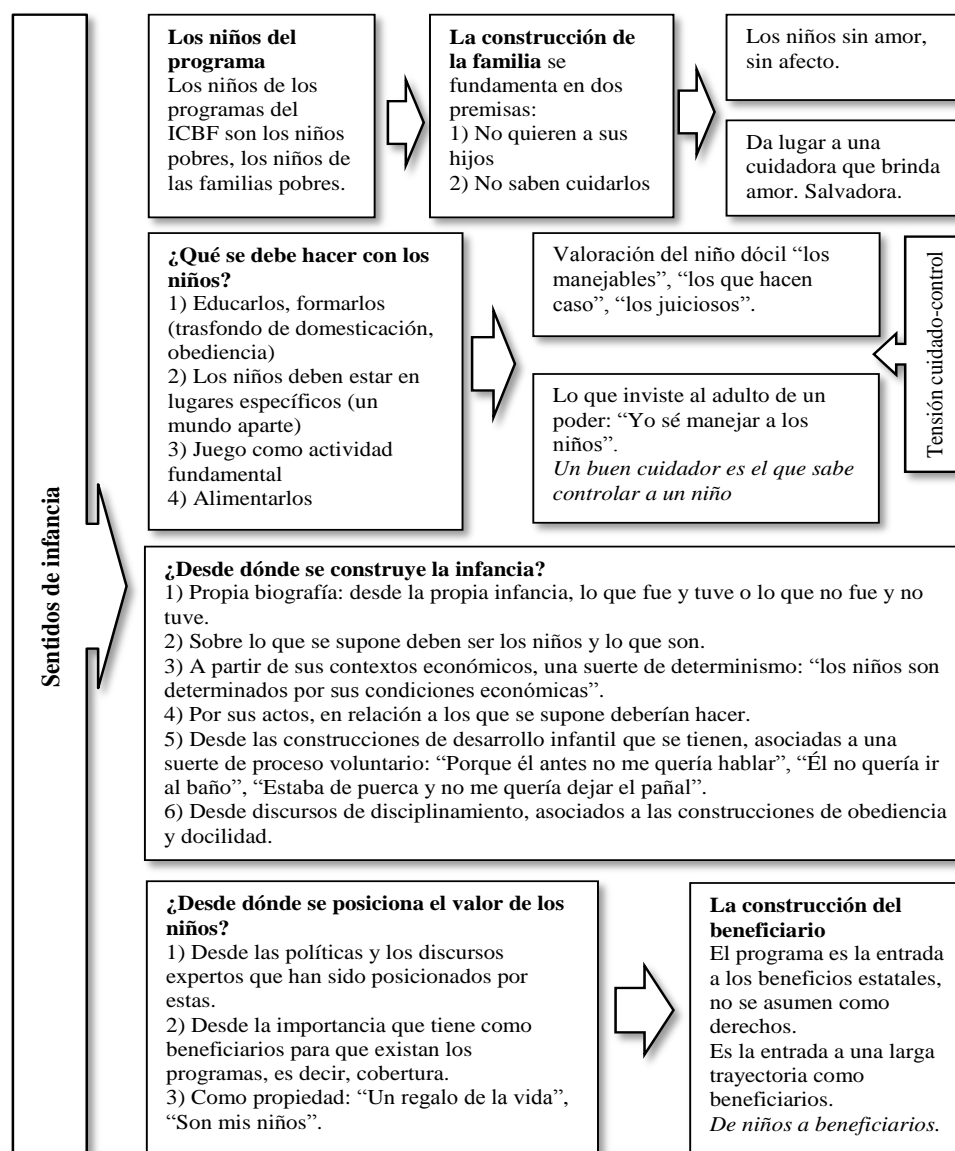 Sentidos de infancia
Los niños del
programa
Los niños de los
programas del
ICBF son los niños
pobres, los niños de
las familias pobres.
La construcción de
la familia se
fundamenta en dos
premisas:
1) No quieren a sus
hijos
2) No saben cuidarlos
Los niños sin amor,
sin afecto.
Da lugar a una
cuidadora que brinda
amor. Salvadora.
¿Qué se debe hacer con los
niños?
1) Educarlos, formarlos
(trasfondo de domesticación,
obediencia)
2) Los niños deben estar en
lugares específicos (un
mundo aparte)
3) Juego como actividad
fundamental
4) Alimentarlos
Valoración del niño dócil “los
manejables”, “los que hacen
caso”, “los juiciosos”.
Lo que inviste al adulto de un
poder: “Yo sé manejar a los
niños”.
Un buen cuidador es el que sabe
controlar a un niño
Tensión cuidado-control
¿Desde dónde se construye la infancia?
1) Propia biografía: desde la propia infancia, lo que fue y tuve o lo que no fue y no
tuve.
2) Sobre lo que se supone deben ser los niños y lo que son.
3) A partir de sus contextos económicos, una suerte de determinismo: “los niños son
determinados por sus condiciones económicas”.
4) Por sus actos, en relación a los que se supone deberían hacer.
5) Desde las construcciones de desarrollo infantil que se tienen, asociadas a una
suerte de proceso voluntario: “Porque él antes no me quería hablar”, “Él no quería ir
al baño”, “Estaba de puerca y no me quería dejar el pañal”.
6) Desde discursos de disciplinamiento, asociados a las construcciones de obediencia
y docilidad.
¿Desde dónde se posiciona el valor de los
niños?
1) Desde las políticas y los discursos
expertos que han sido posicionados por
estas.
2) Desde la importancia que tiene como
beneficiarios para que existan los
programas, es decir, cobertura.
3) Como propiedad: “Un regalo de la vida”,
“Son mis niños”.
La construcción del
beneficiario
El programa es la entrada
a los beneficios estatales,
no se asumen como
derechos.
Es la entrada a una larga
trayectoria como
beneficiarios.
De niños a beneficiarios.